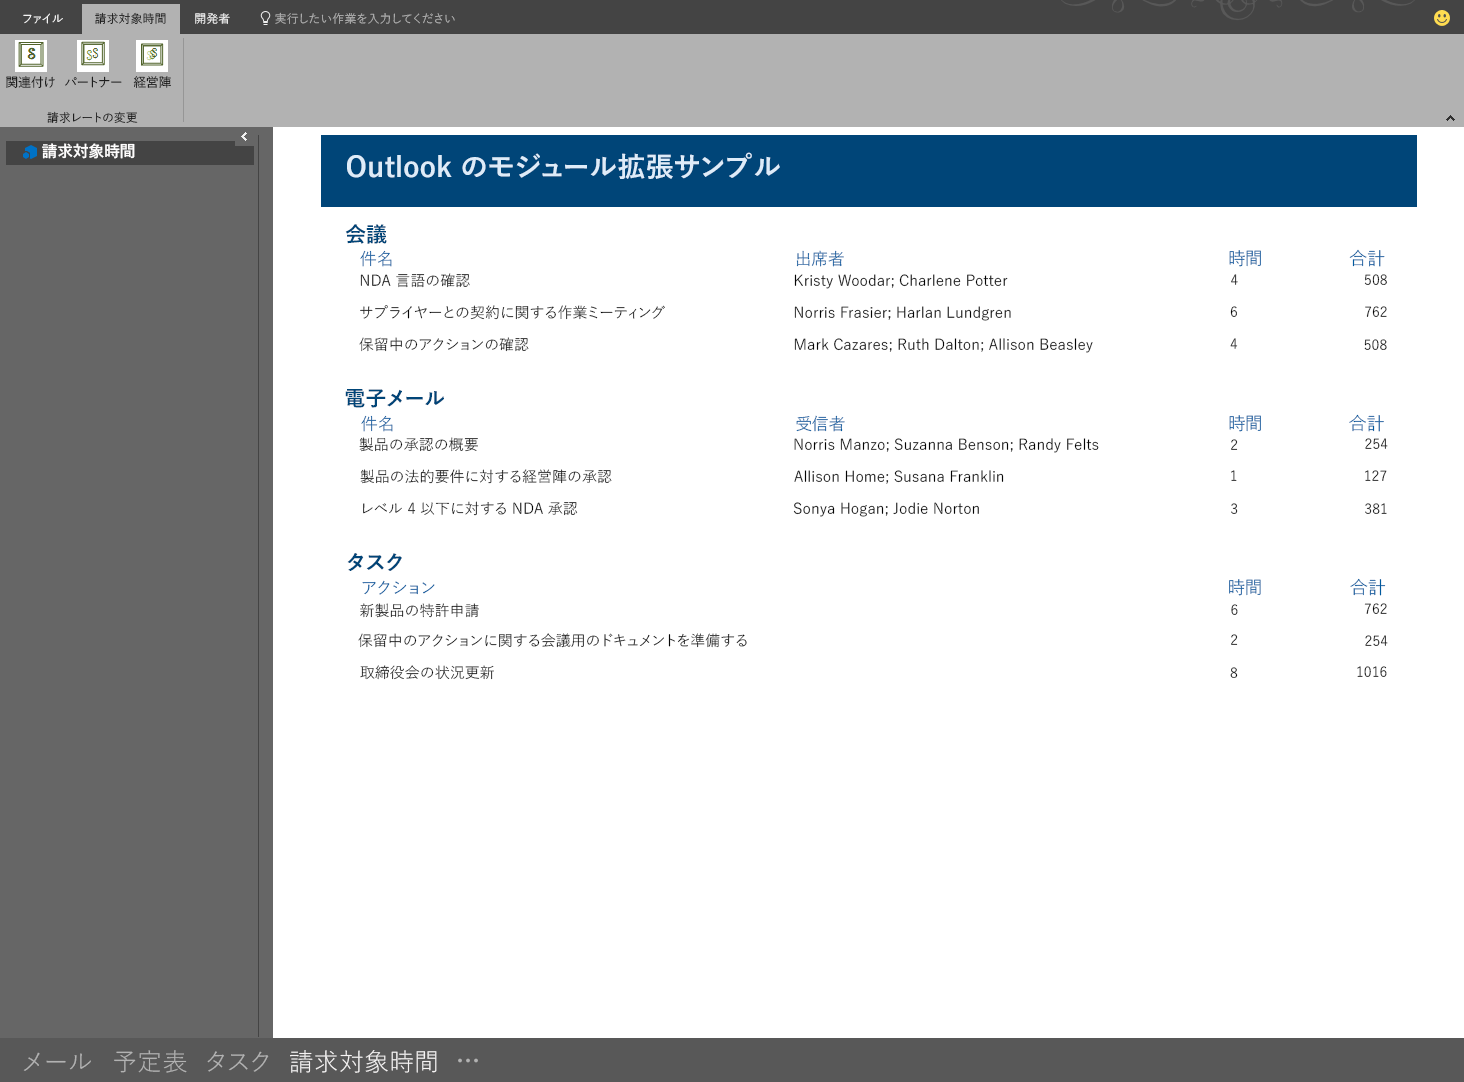 ファイル 請求対象時間 開発者 実行したい作業を入力してください
関連付け パートナー 経営陣
請求レートの変更
請求対象時間
Outlook のモジュール拡張サンプル
会議
件名 出席者 時間 合計
NDA 言語の確認 Kristy Woodar; Charlene Potter 4 508
サプライヤーとの契約に関する作業ミーティング Norris Frasier; Harlan Lundgren 6 762
保留中のアクションの確認 Mark Cazares; Ruth Dalton; Allison Beasley 4 508
電子メール
件名 受信者 時間 合計
製品の承認の概要 Norris Manzo; Suzanna Benson; Randy Felts 2 254
製品の法的要件に対する経営陣の承認 Allison Home; Susana Franklin 1 127
レベル 4 以下に対する NDA 承認 Sonya Hogan; Jodie Norton 3 381
タスク
アクション 時間 合計
新製品の特許申請 6 762
保留中のアクションに関する会議用のドキュメントを準備する 2 254
取締役会の状況更新 8 1016
メール 予定表 タスク 請求対象時間 …